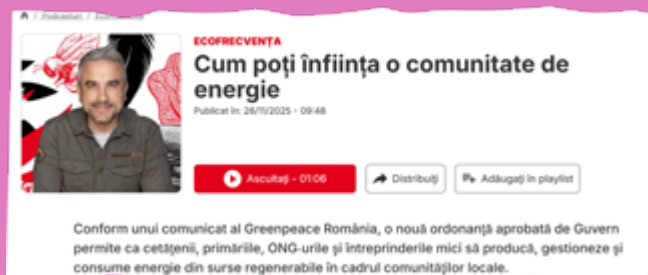 / Podcasturi /
ECOFRECVENȚA
Cum poți înființa o comunitate de
energie
Publicat în: 26/11/2025 - 09:48
Ascultați - 01:06
Distribuiți
Adăugați în playlist
Conform unui comunicat al Greenpeace România, o nouă ordonanță aprobată de Guvern
permite ca cetățenii, primăriile, ONG-urile și întreprinderile mici să producă, gestioneze și
consume energie din surse regenerabile în cadrul comunităților locale.